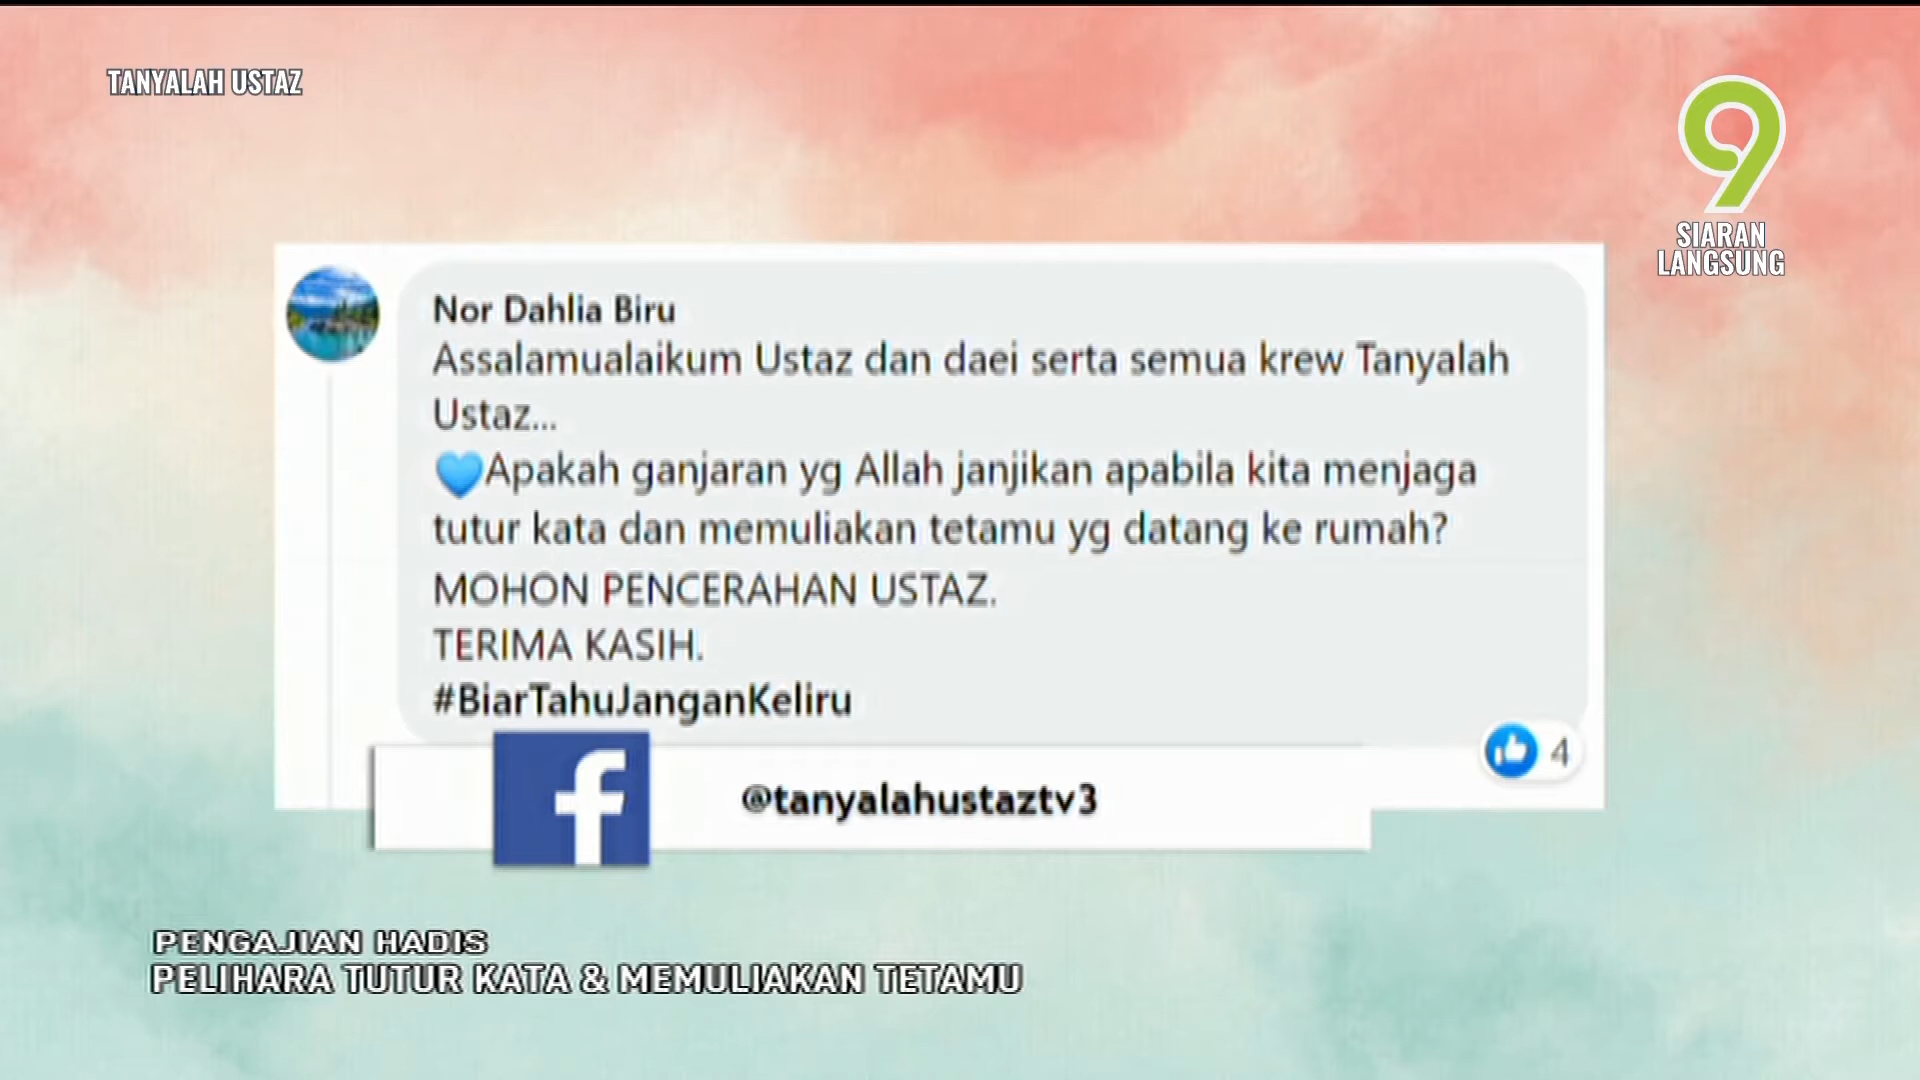 TANYALAH USTAZ
9
SIARAN
LANGSUNG
Nor Dahlia Biru
Assalamualaikum Ustaz dan daei serta semua krew Tanyalah
Ustaz...
💙Apakah ganjaran yg Allah janjikan apabila kita menjaga
tutur kata dan memuliakan tetamu yg datang ke rumah?
MOHON PENCERAHAN USTAZ.
TERIMA KASIH.
#BiarTahuJanganKeliru
4
f
@tanyalahustaztv3
PENGAJIAN HADIS
PELIHARA TUTUR KATA & MEMULIAKAN TETAMU